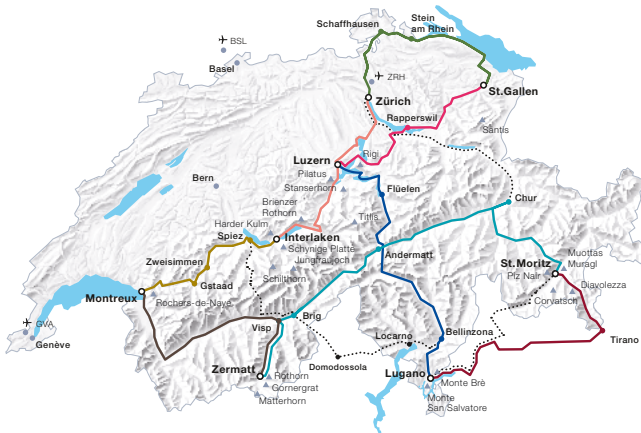 Schaffhausen
Stein
am Rhein
BSL
Basel
ZRH
Zürich
St.Gallen
Rapperswil
Säntis
Luzern
Rigi
Pilatus
Stanserhorn
Bern
Flüelen
Chur
Brienzer
Rothorn
Harder Kulm
Titlis
Spiez
Interlaken
Schynige Platte
Jungfraujoch
Andermatt
Zweisimmen
Schilthorn
Muottas
Muragl
St.Moritz
Piz Nair
Diavolezza
Corvatsch
Gstaad
Montreux
Rochers-de-Naye
GVA
Genève
Visp
Brig
Locarno
Bellinzona
Tirano
Domodossola
Zermatt
Rothorn
Gornergrat
Matterhorn
Lugano
Monte Brè
Monte
San Salvatore